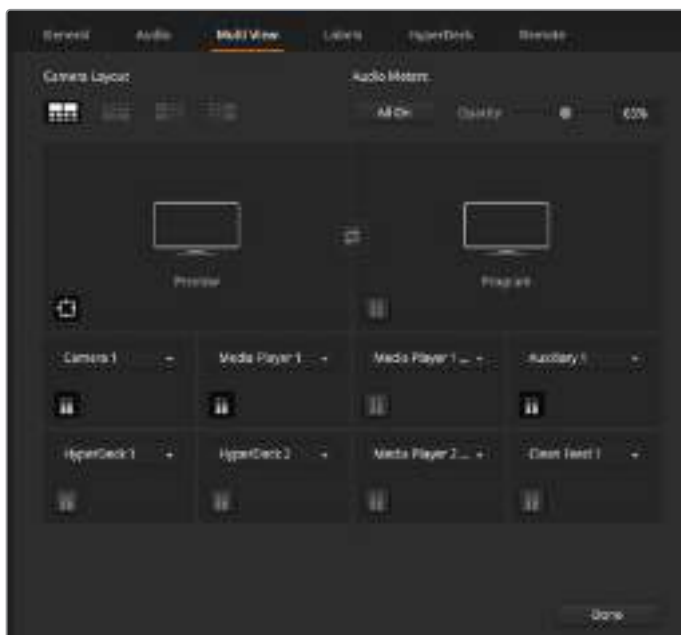 General Audio Multi View Labels HyperDeck Remote
Camera Layout Audio Meters
All On Opacity 63%
Preview Program
Camera 1 Media Player 1 Media Player 1 ... Auxiliary 1
HyperDeck 1 HyperDeck 2 Media Player 2 ... Clean Feed 1
Done